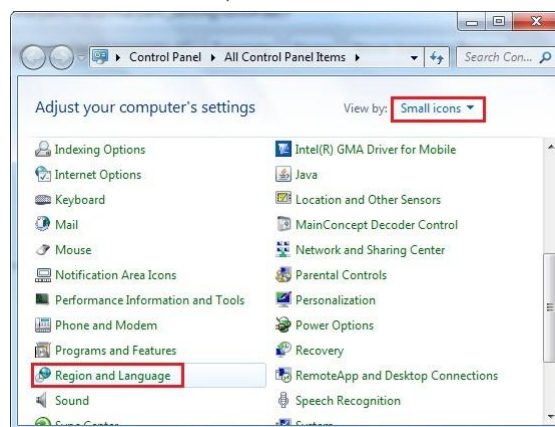 Control Panel All Control Panel Items Search Con...
Adjust your computer's settings View by: Small icons
Indexing Options Intel(R) GMA Driver for Mobile
Internet Options Java
Keyboard Location and Other Sensors
Mail MainConcept Decoder Control
Mouse Network and Sharing Center
Notification Area Icons Parental Controls
Performance Information and Tools Personalization
Phone and Modem Power Options
Programs and Features Recovery
Region and Language RemoteApp and Desktop Connections
Sound Speech Recognition
Sync Center System